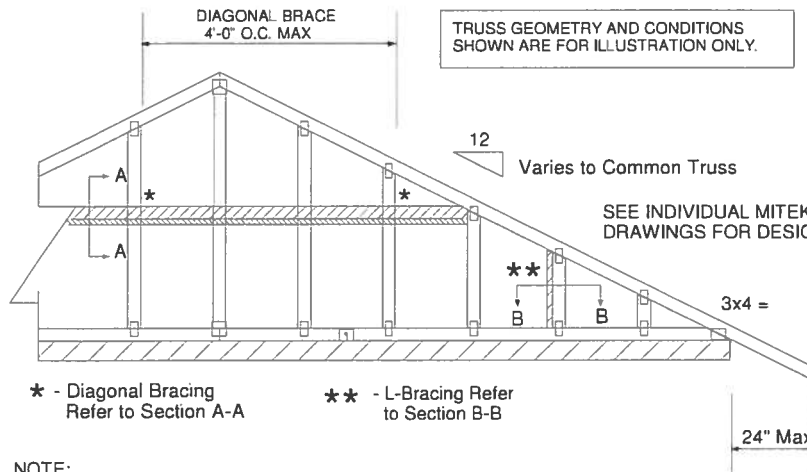 DIAGONAL BRACE
4'-0" O.C. MAX
TRUSS GEOMETRY AND CONDITIONS
SHOWN ARE FOR ILLUSTRATION ONLY.
12
Varies to Common Truss
A
*
*
SEE INDIVIDUAL MITEK
DRAWINGS FOR DESIG
A
**
B
B
3x4 =
* - Diagonal Bracing
Refer to Section A-A
** - L-Bracing Refer
to Section B-B
24" Max
NOTE: